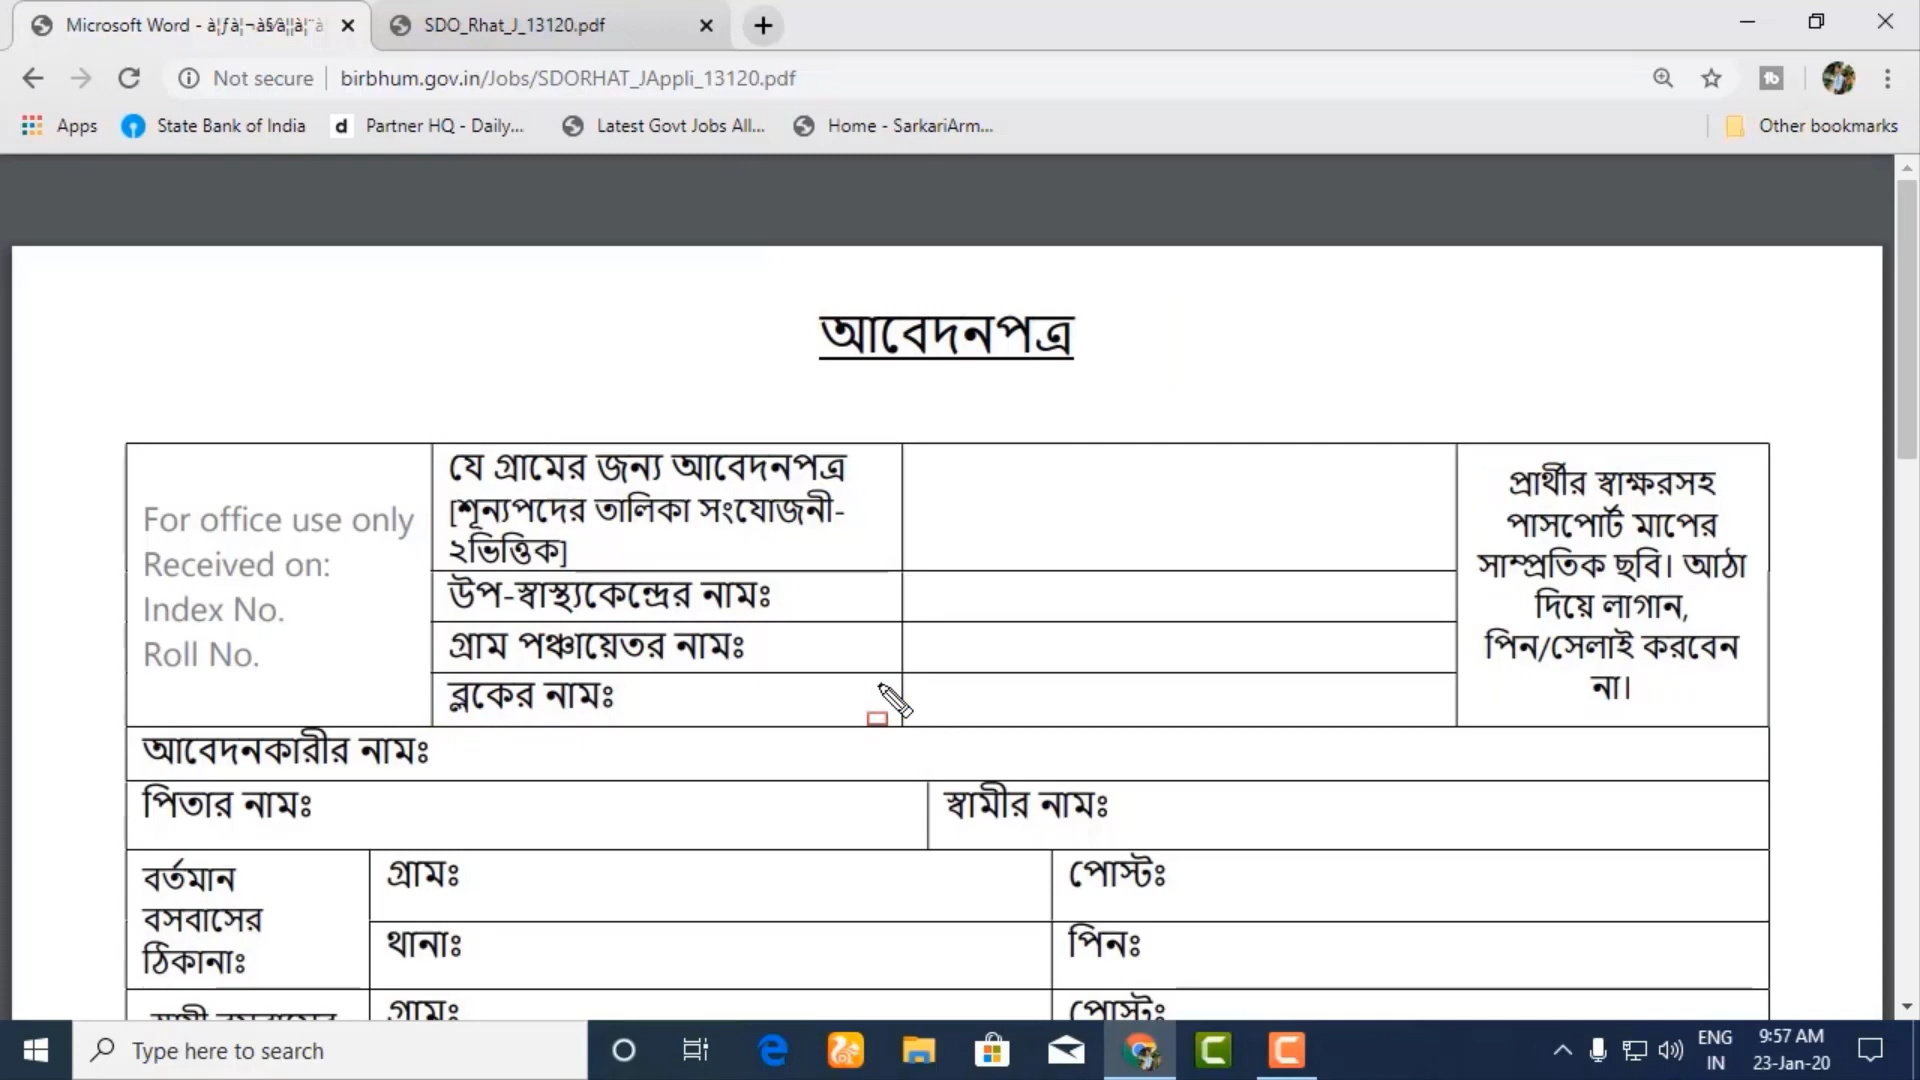 Microsoft Word - à¦ƒà¦¬à§à¦¦à¦¨
SDO_Rhat_J_13120.pdf
Not secure
birbhum.gov.in/Jobs/SDORHAT_JAppli_13120.pdf
Apps
State Bank of India
d
Partner HQ - Daily...
Latest Govt Jobs All...
Home - SarkariArm...
Other bookmarks
আবেদনপত্র
For office use only
Received on:
Index No.
Roll No.
যে গ্রামের জন্য আবেদনপত্র
[শূন্যপদের তালিকা সংযোজনী-
২ভিত্তিক]
উপ-স্বাস্থ্যকেন্দ্রের নামঃ
গ্রাম পঞ্চায়েতর নামঃ
ব্লকের নামঃ
প্রার্থীর স্বাক্ষরসহ
পাসপোর্ট মাপের
সাম্প্রতিক ছবি। আঠা
দিয়ে লাগান,
পিন/সেলাই করবেন
না।
আবেদনকারীর নামঃ
পিতার নামঃ
স্বামীর নামঃ
বর্তমান
বসবাসের
ঠিকানাঃ
গ্রামঃ
পোস্টঃ
থানাঃ
পিনঃ
গ্রামঃ
পোস্টঃ
Type here to search
ENG
IN
9:57 AM
23-Jan-20